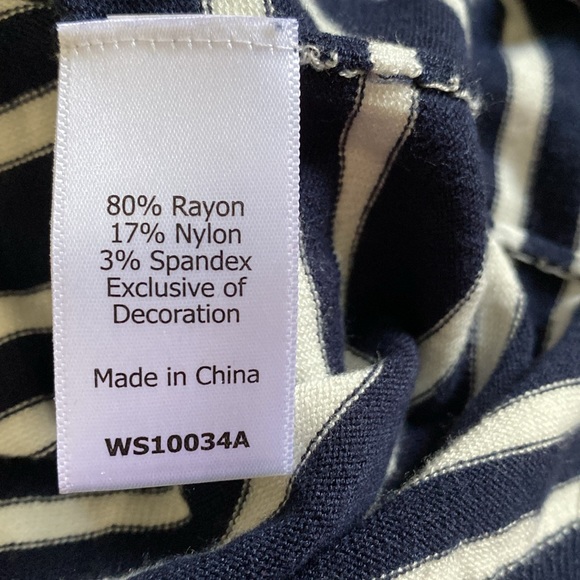 80% Rayon
17% Nylon
3% Spandex
Exclusive of
Decoration
Made in China
WS10034A